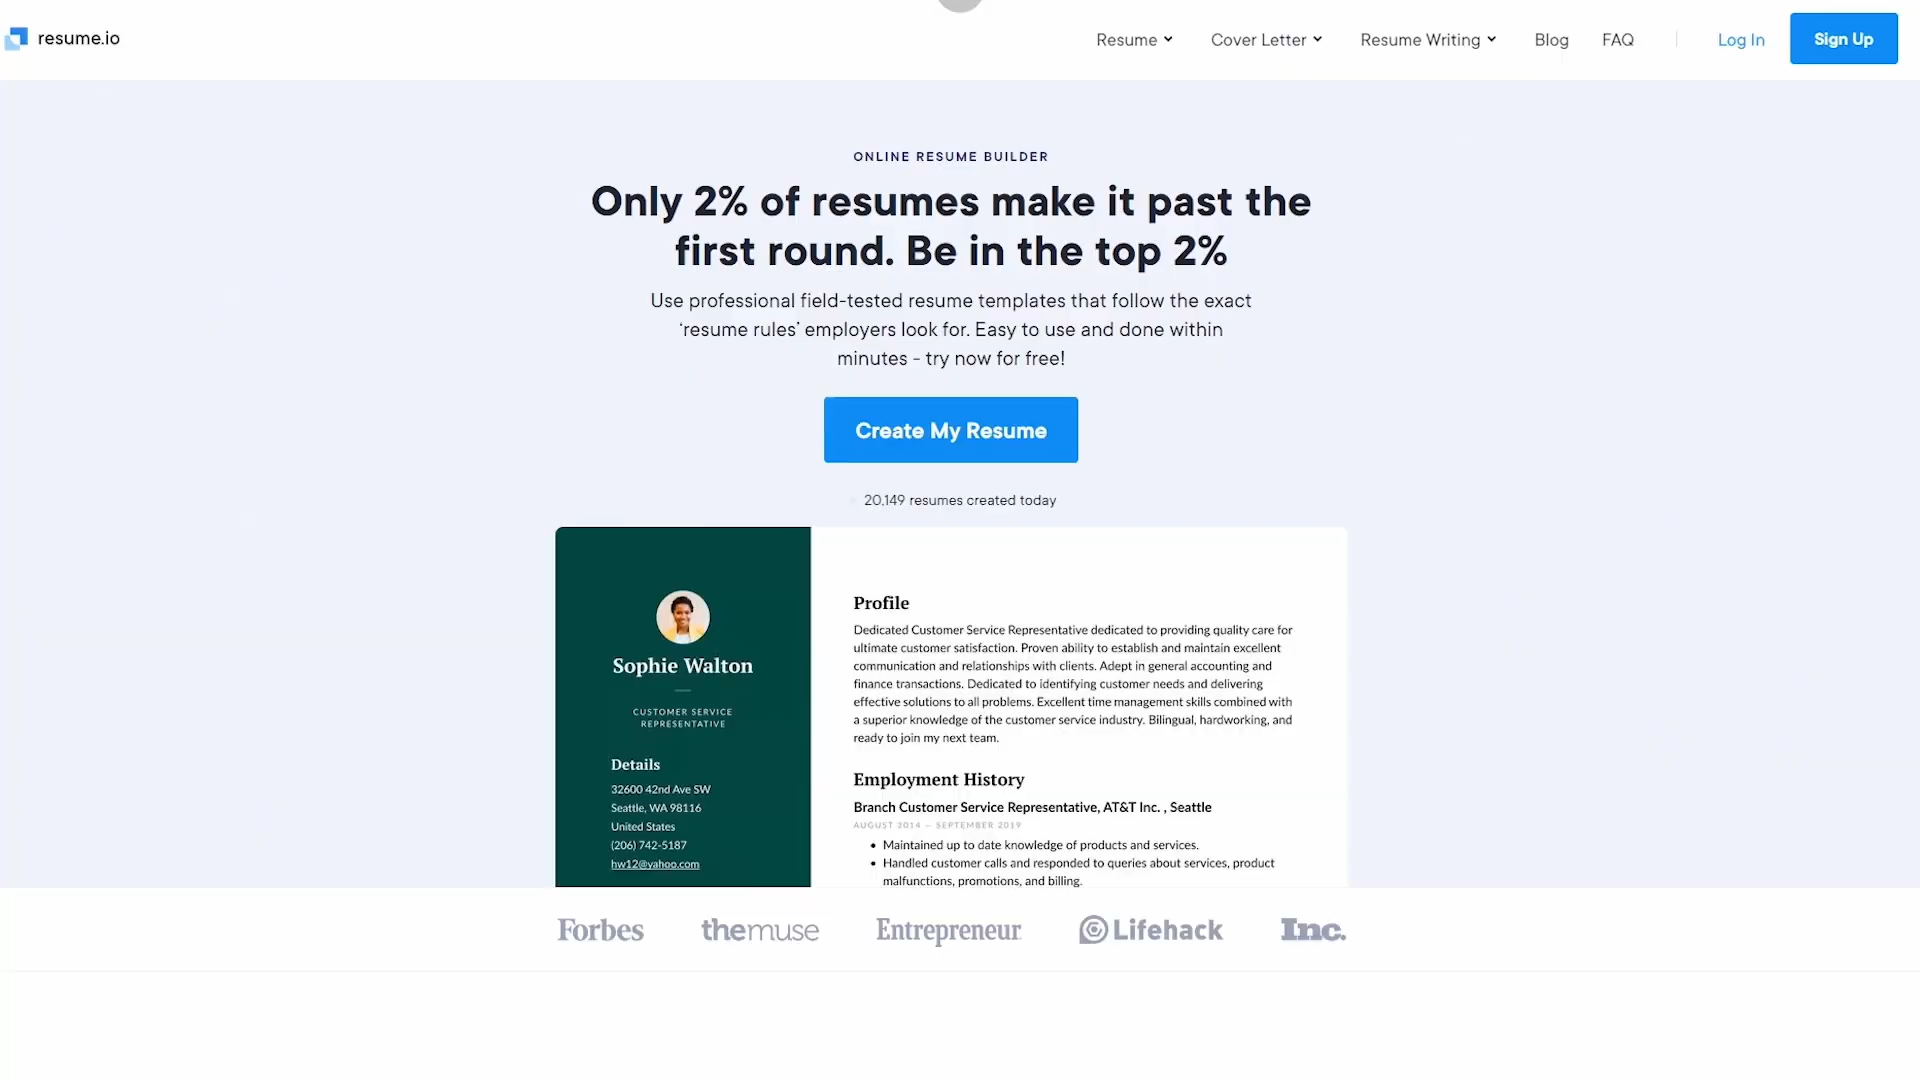 resume.io
Resume
Cover Letter
Resume Writing
Blog
FAQ
Log In
Sign Up
ONLINE RESUME BUILDER
Only 2% of resumes make it past the
first round. Be in the top 2%
Use professional field-tested resume templates that follow the exact
‘resume rules’ employers look for. Easy to use and done within
minutes - try now for free!
Create My Resume
20,149 resumes created today
Sophie Walton
CUSTOMER SERVICE
REPRESENTATIVE
Details
32600 42nd Ave SW
Seattle, WA 98116
United States
(206) 742-5187
hw12@yahoo.com
Profile
Dedicated Customer Service Representative dedicated to providing quality care for
ultimate customer satisfaction. Proven ability to establish and maintain excellent
communication and relationships with clients. Adept in general accounting and
finance transactions. Dedicated to identifying customer needs and delivering
effective solutions to all problems. Excellent time management skills combined with
a superior knowledge of the customer service industry. Bilingual, hardworking, and
ready to join my next team.
Employment History
Branch Customer Service Representative, AT&T Inc. , Seattle
AUGUST 2014 — SEPTEMBER 2019
• Maintained up to date knowledge of products and services.
• Handled customer calls and responded to queries about services, product
malfunctions, promotions, and billing.
Forbes
themuse
Entrepreneur
Lifehack
Inc.